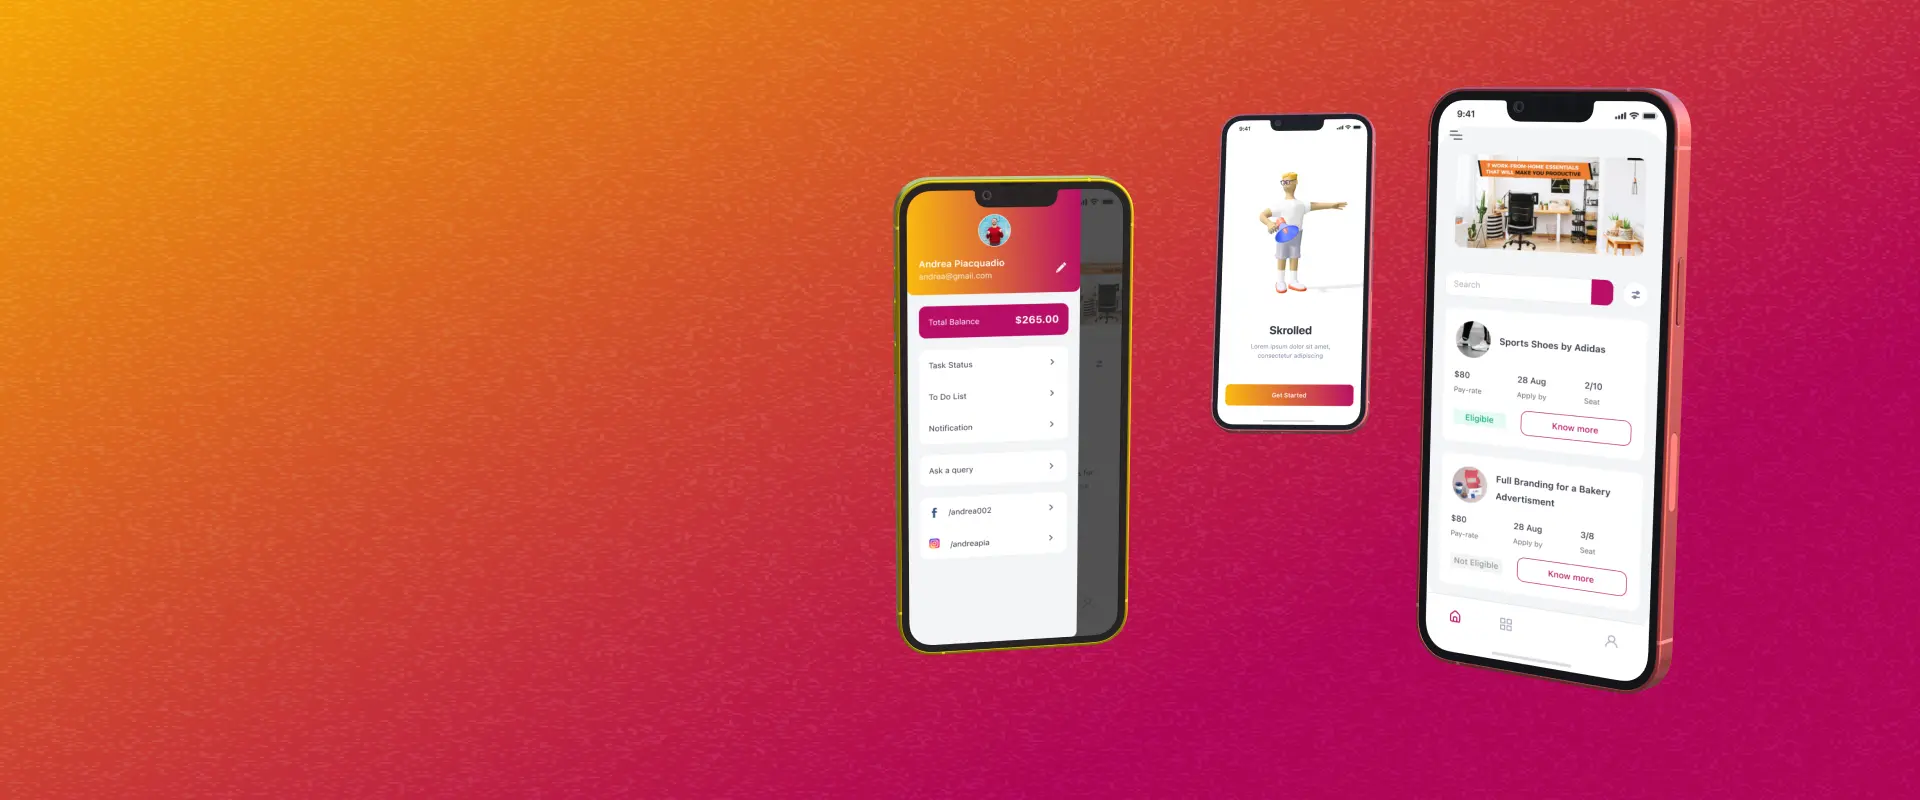 Andrea Piacquadio
andrea@gmail.com
Total Balance
$265.00
Task Status
To Do List
Notification
Ask a query
/andrea002
/andreapia
9:41
Skrolled
Lorem ipsum dolor sit amet,
consectetur adipiscing
Get Started
9:41
7 WORK-FROM-HOME ESSENTIALS
THAT WILL MAKE YOU PRODUCTIVE
Search
Sports Shoes by Adidas
$80
28 Aug
2/10
Pay-rate
Apply by
Seat
Eligible
Know more
Full Branding for a Bakery
Advertisment
$80
28 Aug
3/8
Pay-rate
Apply by
Seat
Not Eligible
Know more